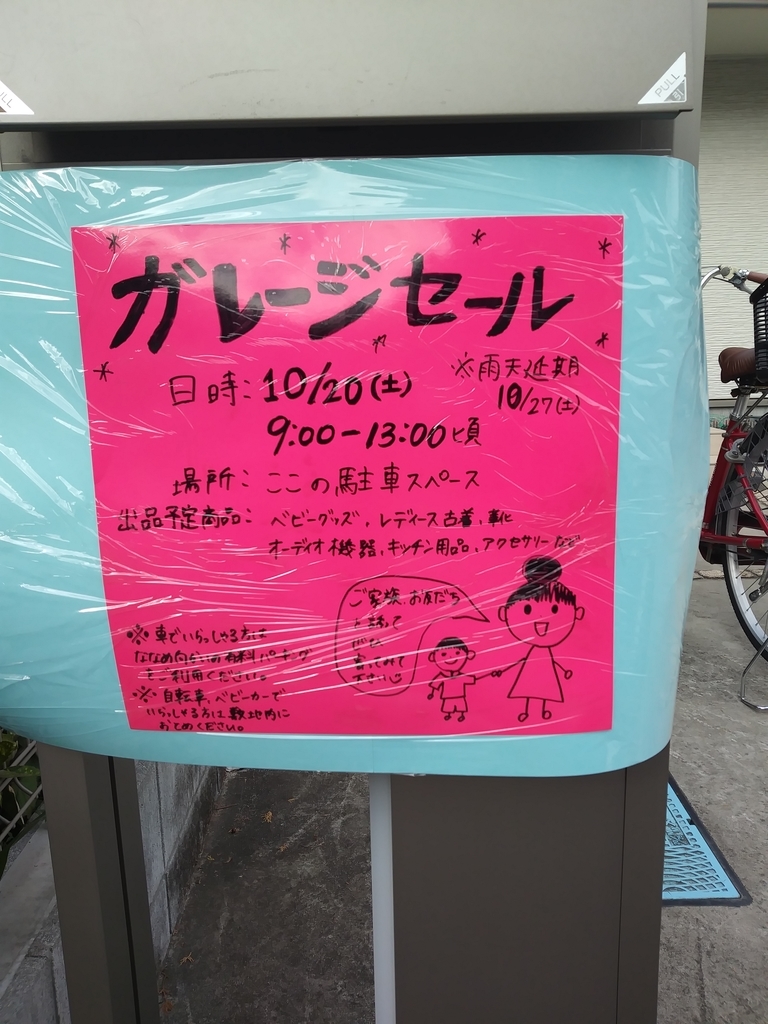 ULL
PULL
引
ガレージセール
日時: 10/20(土)
※雨天延期
10/27(土)
9:00-13:00頃
場所: ここの駐車スペース
出品予定商品: ベビーグッズ, レディース古着, 靴
オーディオ機器, キッチン用品, アクセサリーなど
ご家族、お友だち
と誘って
ぜひ
寄ってみて
下さい
※ 車でいらっしゃる方は
ななめ向かいの有料パーキング
をご利用ください。
※ 自転車、ベビーカーで
いらっしゃる方は敷地内に
おとめください。